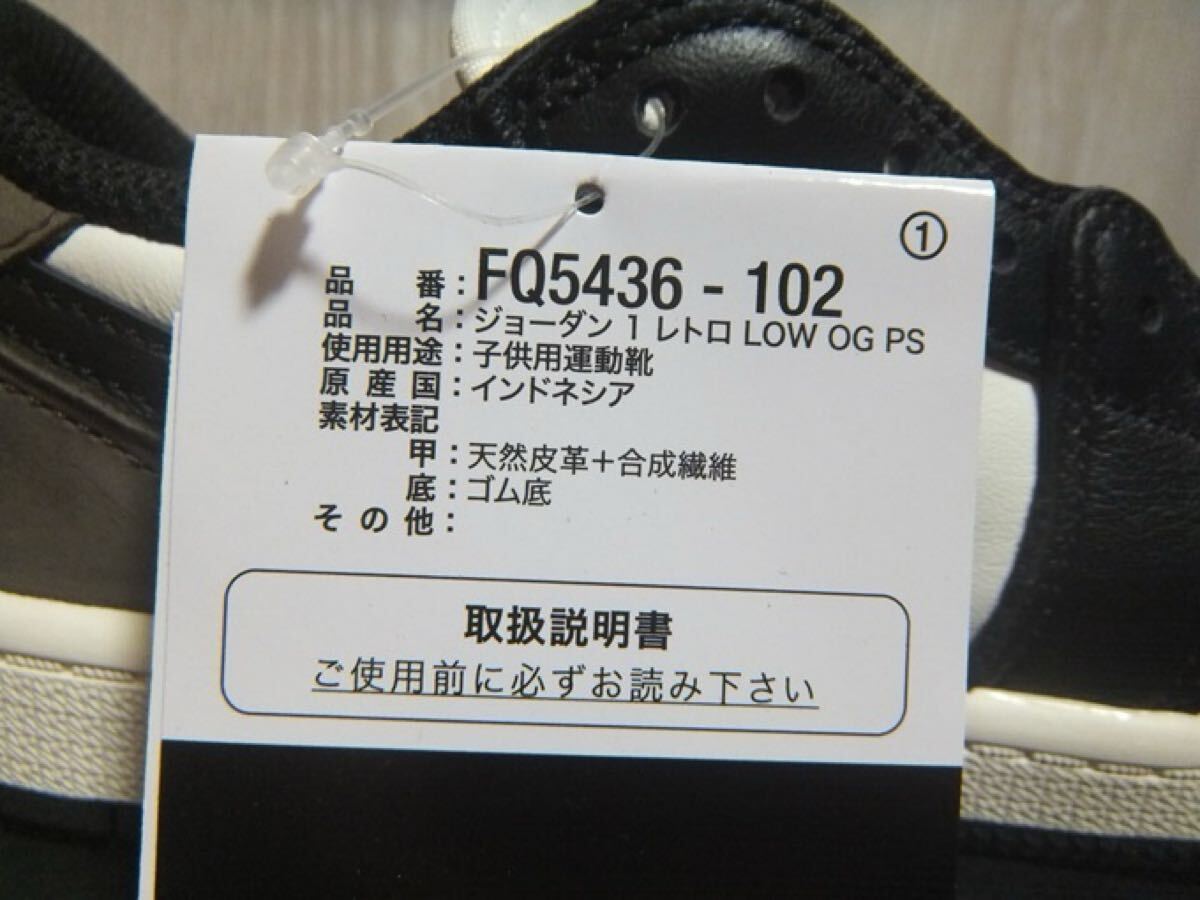 ①
品番：FQ5436 - 102
品名：ジョーダン 1 レトロ LOW OG PS
使用用途：子供用運動靴
原産国：インドネシア
素材表記
甲：天然皮革＋合成繊維
底：ゴム底
その他：
取扱説明書
ご使用前に必ずお読み下さい